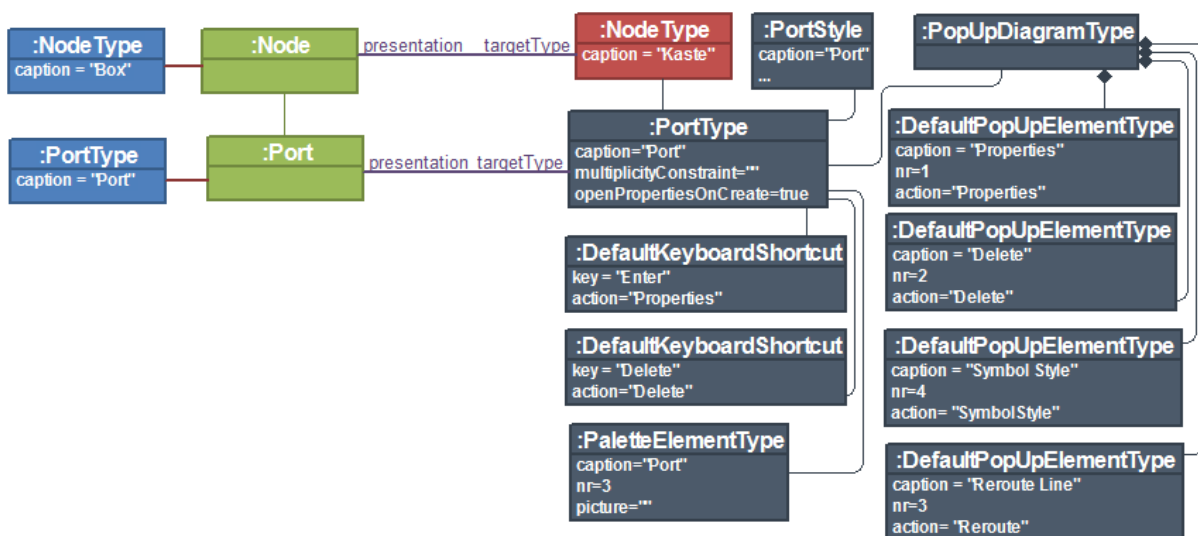 :NodeType
caption = "Box"
:Node
presentation targetType
:NodeType
caption = "Kaste"
:PortStyle
caption="Port"
...
:PopUpDiagramType
:PortType
caption = "Port"
:Port
presentation targetType
:PortType
caption="Port"
multiplicityConstraint=""
openPropertiesOnCreate=true
:DefaultPopUpElementType
caption = "Properties"
nr=1
action="Properties"
:DefaultPopUpElementType
caption = "Delete"
nr=2
action="Delete"
:DefaultKeyboardShortcut
key = "Enter"
action="Properties"
:DefaultKeyboardShortcut
key = "Delete"
action="Delete"
:DefaultPopUpElementType
caption = "Symbol Style"
nr=4
action= "SymbolStyle"
:PaletteElementType
caption="Port"
nr=3
picture=""
:DefaultPopUpElementType
caption = "Reroute Line"
nr=3
action= "Reroute"